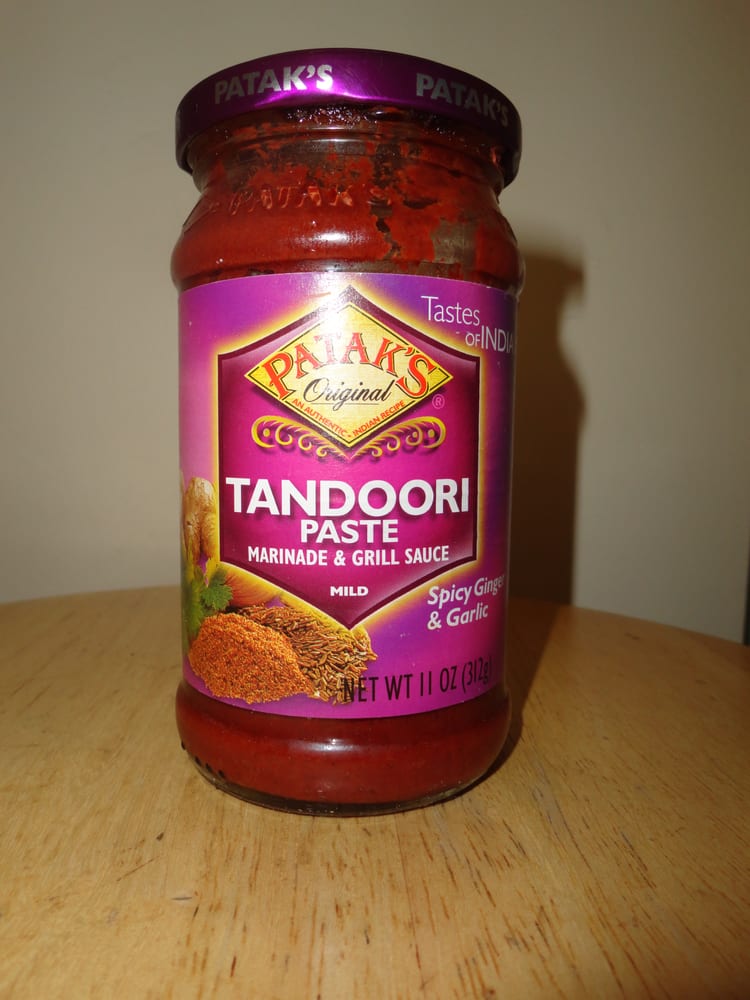 PATAK'S PATAK'S
PATAK'S
Tastes
OF INDIA
PATAK'S
Original
®
AN AUTHENTIC - INDIAN RECIPE
TANDOORI
PASTE
MARINADE & GRILL SAUCE
MILD
Spicy Ginger
& Garlic
NET WT 11 OZ (312g)